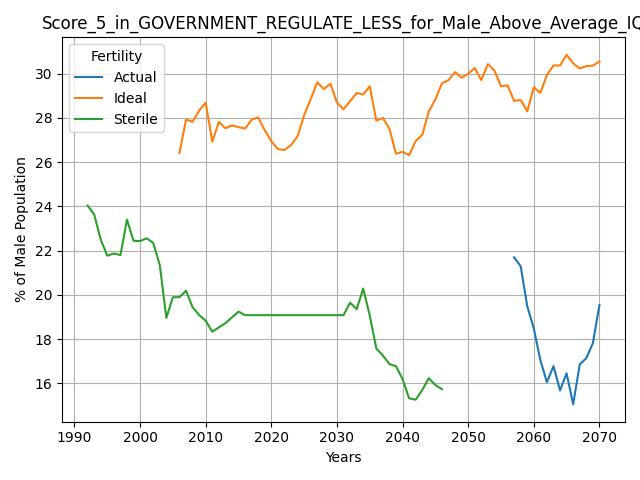 Score_5_in_GOVERNMENT_REGULATE_LESS_for_Male_Above_Average_IQ
Fertility
Actual
Ideal
Sterile
% of Male Population
30
28
26
24
22
20
18
16
1990 2000 2010 2020 2030 2040 2050 2060 2070
Years